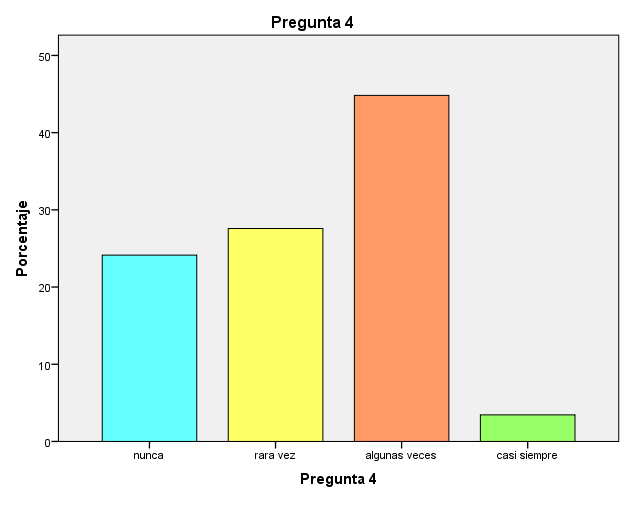 Pregunta 4
50
40
30
20
10
0
Porcentaje
nunca
rara vez
algunas veces
casi siempre
Pregunta 4